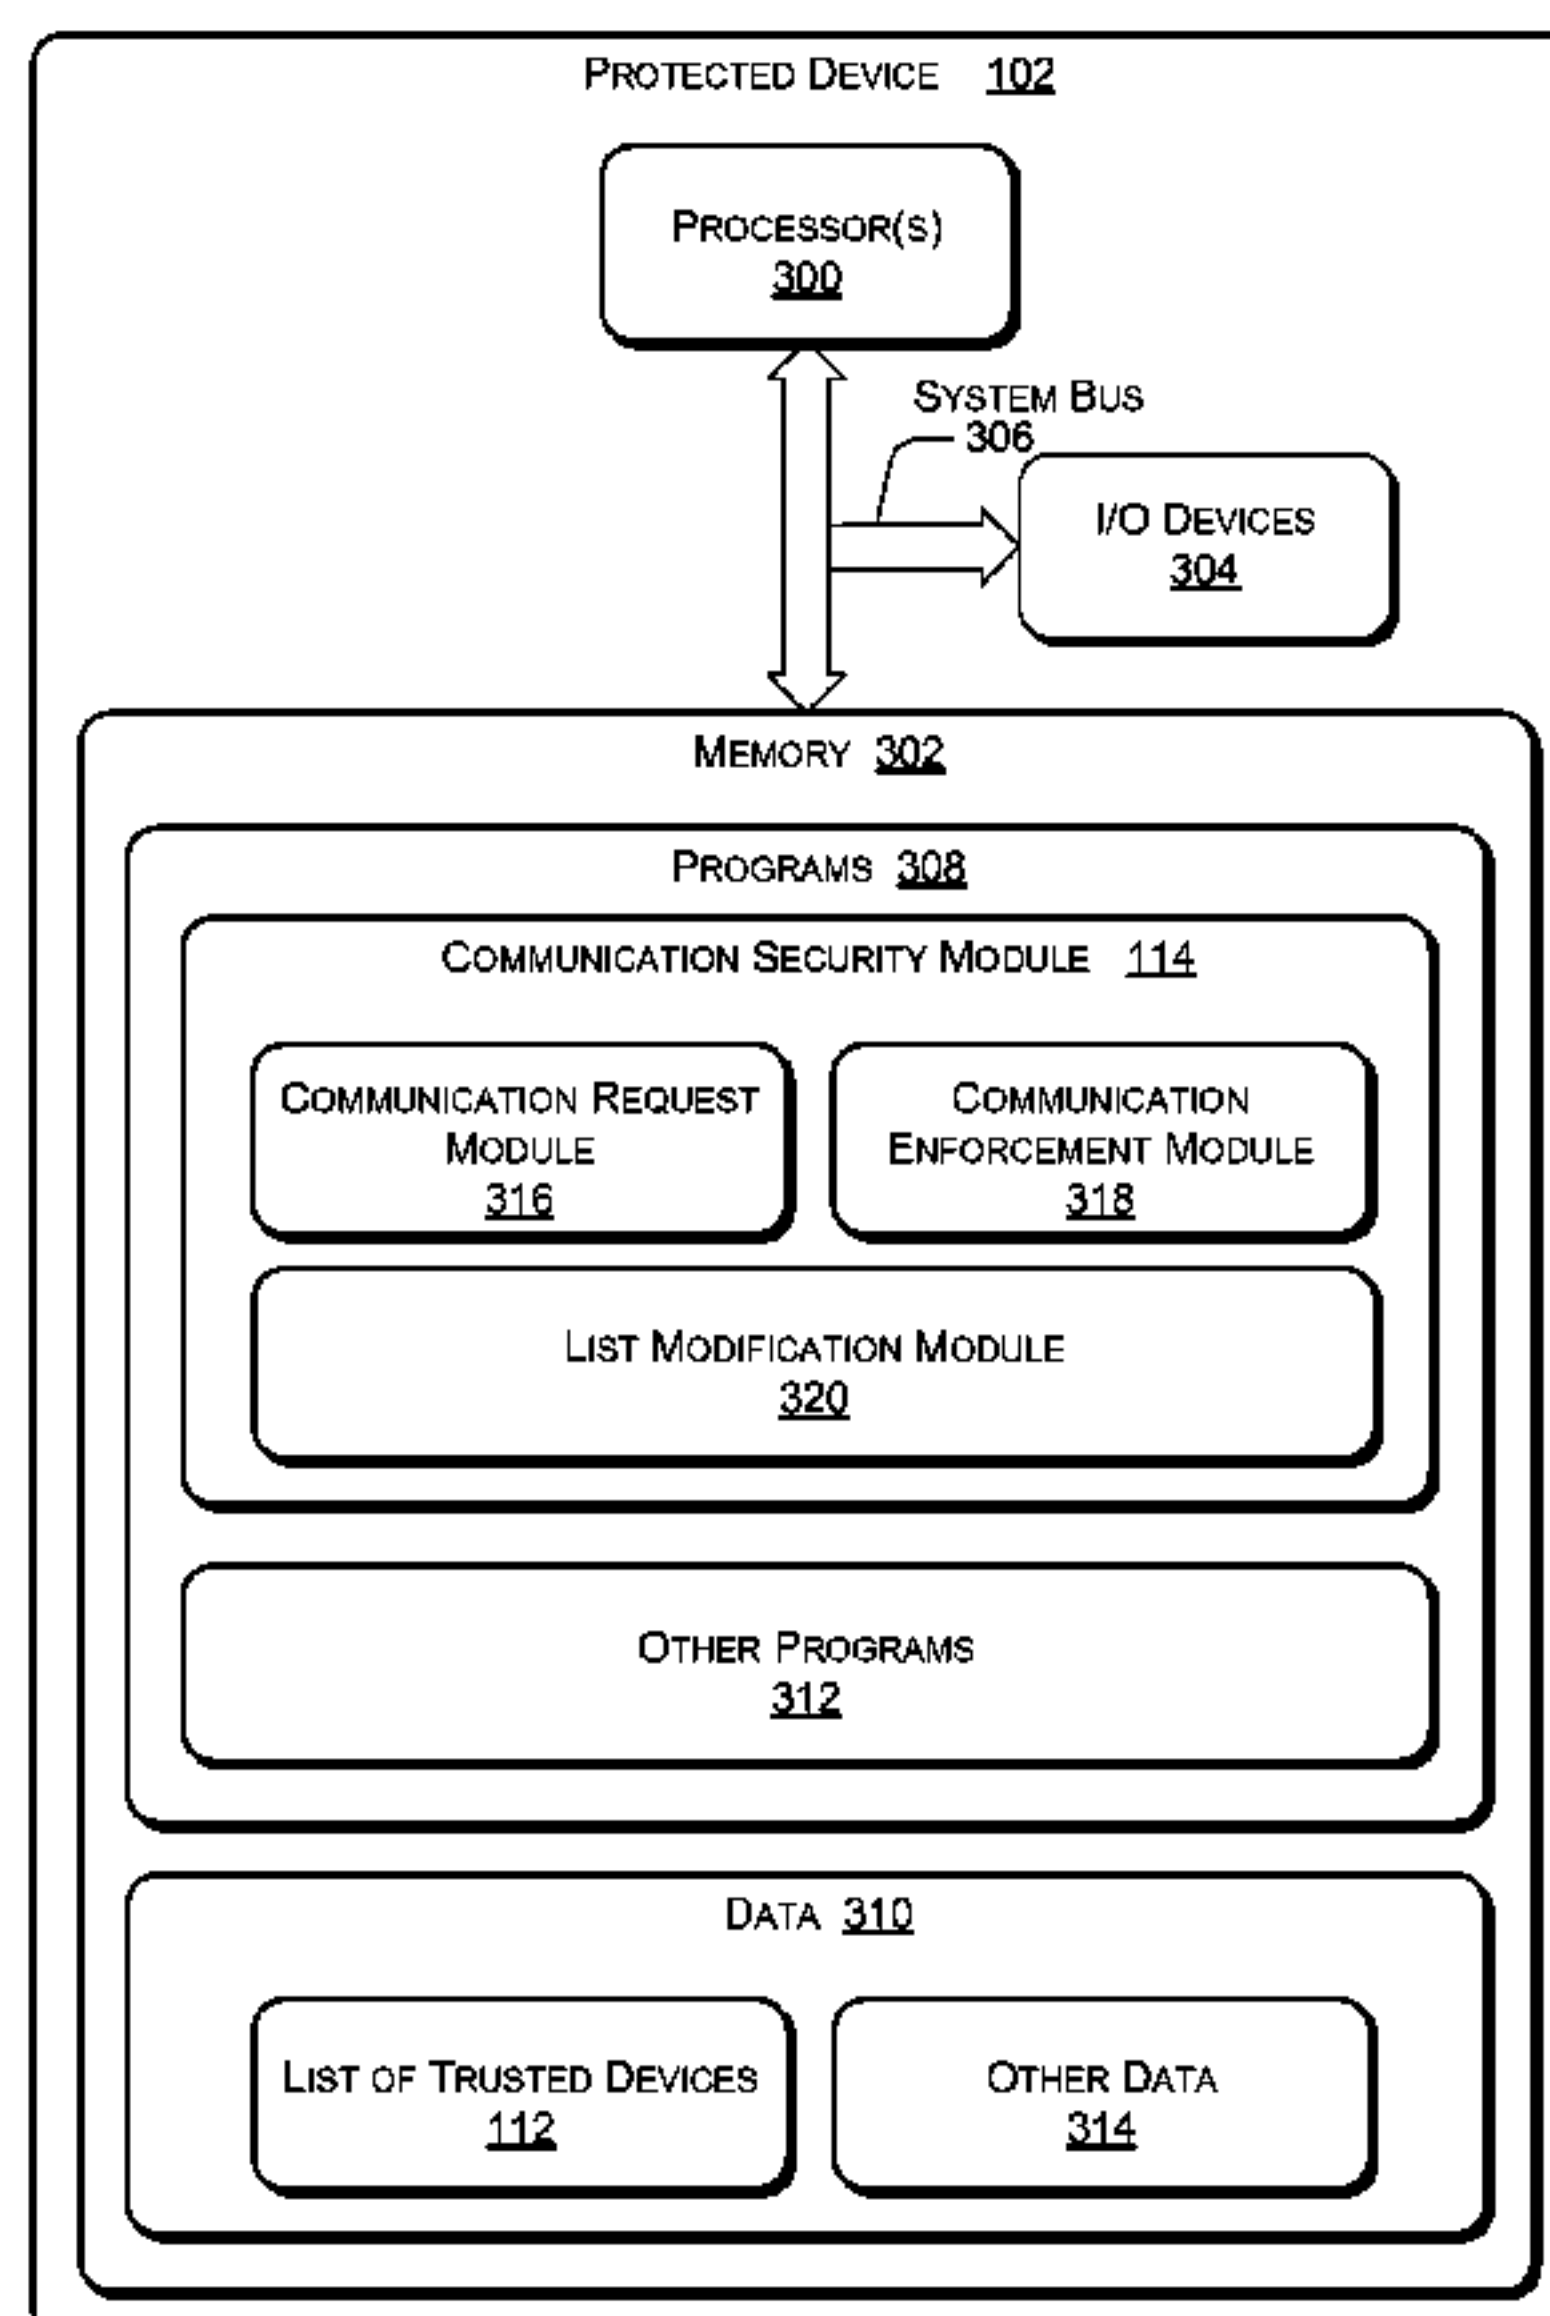 PROTECTED DEVICE 102
PROCESSOR(S)
300
SYSTEM BUS
306
I/O DEVICES
304
MEMORY 302
PROGRAMS 308
COMMUNICATION SECURITY MODULE 114
COMMUNICATION REQUEST
MODULE
316
COMMUNICATION
ENFORCEMENT MODULE
318
LIST MODIFICATION MODULE
320
OTHER PROGRAMS
312
DATA 310
LIST OF TRUSTED DEVICES
112
OTHER DATA
314